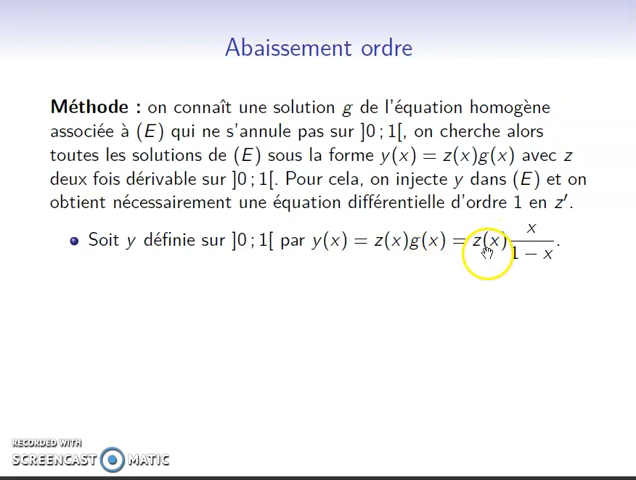 Abaissement ordre
Méthode : on connaît une solution g de l'équation homogène
associée à (E) qui ne s'annule pas sur ]0 ; 1[, on cherche alors
toutes les solutions de (E) sous la forme y(x) = z(x)g(x) avec z
deux fois dérivable sur ]0 ; 1[. Pour cela, on injecte y dans (E) et on
obtient nécessairement une équation différentielle d'ordre 1 en z′.
Soit y définie sur ]0 ; 1[ par y(x) = z(x)g(x) = z(x) x / 1 − x.
RECORDED WITH
SCREENCAST MATIC